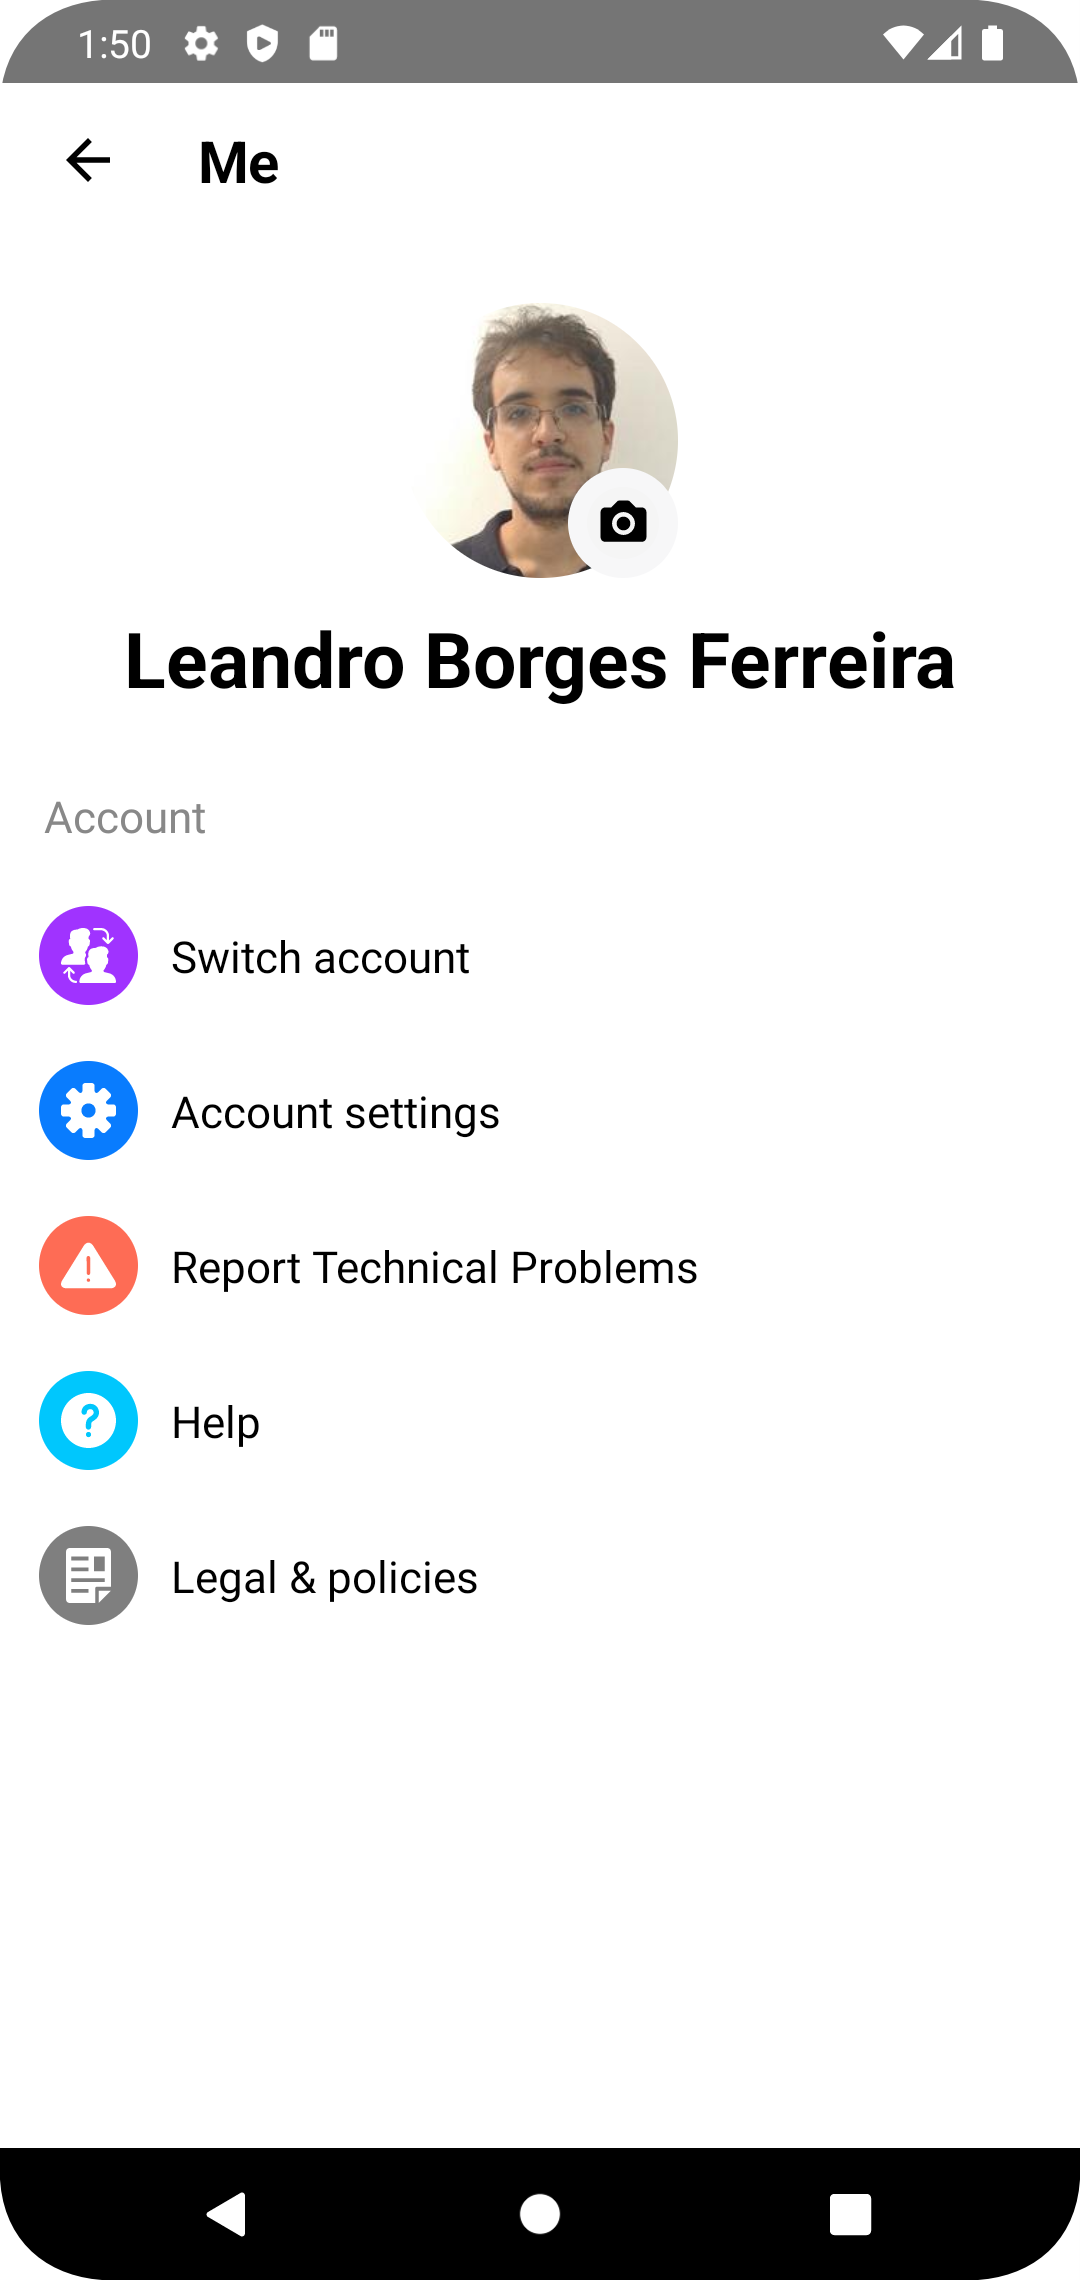 1:50
Me
Leandro Borges Ferreira
Account
Switch account
Account settings
Report Technical Problems
Help
Legal & policies